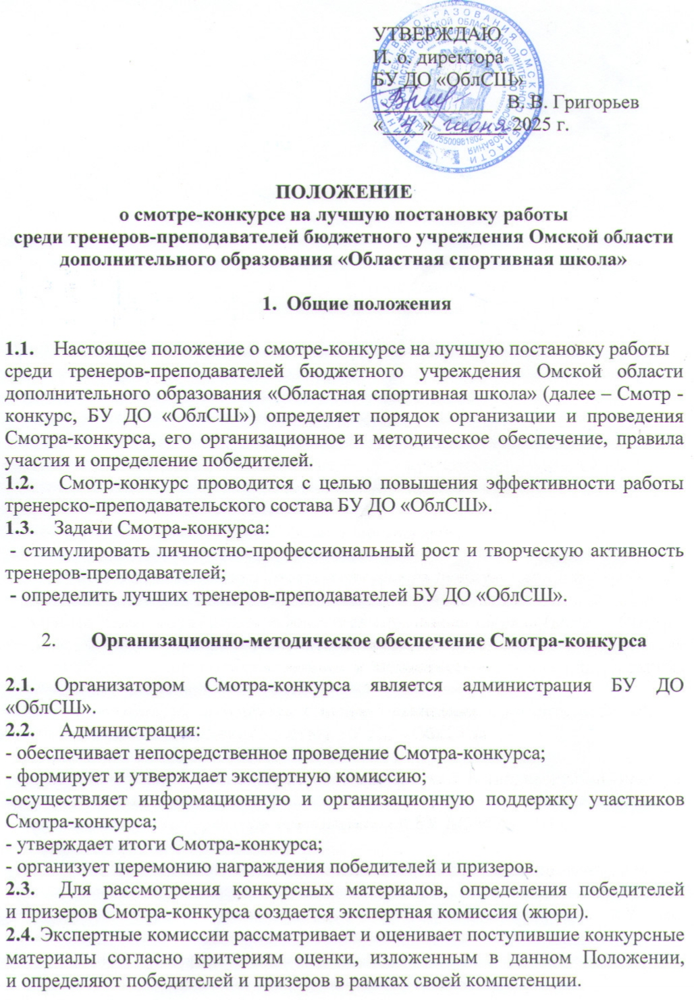 УТВЕРЖДАЮ
И. о. директора
БУ ДО «ОблСШ»
В. В. Григорьев
«4» июня 2025 г.
1025500981802
ПОЛОЖЕНИЕ
о смотре-конкурсе на лучшую постановку работы
среди тренеров-преподавателей бюджетного учреждения Омской области
дополнительного образования «Областная спортивная школа»
1. Общие положения
1.1. Настоящее положение о смотре-конкурсе на лучшую постановку работы
среди тренеров-преподавателей бюджетного учреждения Омской области
дополнительного образования «Областная спортивная школа» (далее – Смотр -
конкурс, БУ ДО «ОблСШ») определяет порядок организации и проведения
Смотра-конкурса, его организационное и методическое обеспечение, правила
участия и определение победителей.
1.2. Смотр-конкурс проводится с целью повышения эффективности работы
тренерско-преподавательского состава БУ ДО «ОблСШ».
1.3. Задачи Смотра-конкурса:
- стимулировать личностно-профессиональный рост и творческую активность
тренеров-преподавателей;
- определить лучших тренеров-преподавателей БУ ДО «ОблСШ».
2. Организационно-методическое обеспечение Смотра-конкурса
2.1. Организатором Смотра-конкурса является администрация БУ ДО
«ОблСШ».
2.2. Администрация:
- обеспечивает непосредственное проведение Смотра-конкурса;
- формирует и утверждает экспертную комиссию;
-осуществляет информационную и организационную поддержку участников
Смотра-конкурса;
- утверждает итоги Смотра-конкурса;
- организует церемонию награждения победителей и призеров.
2.3. Для рассмотрения конкурсных материалов, определения победителей
и призеров Смотра-конкурса создается экспертная комиссия (жюри).
2.4. Экспертные комиссии рассматривает и оценивает поступившие конкурсные
материалы согласно критериям оценки, изложенным в данном Положении,
и определяют победителей и призеров в рамках своей компетенции.